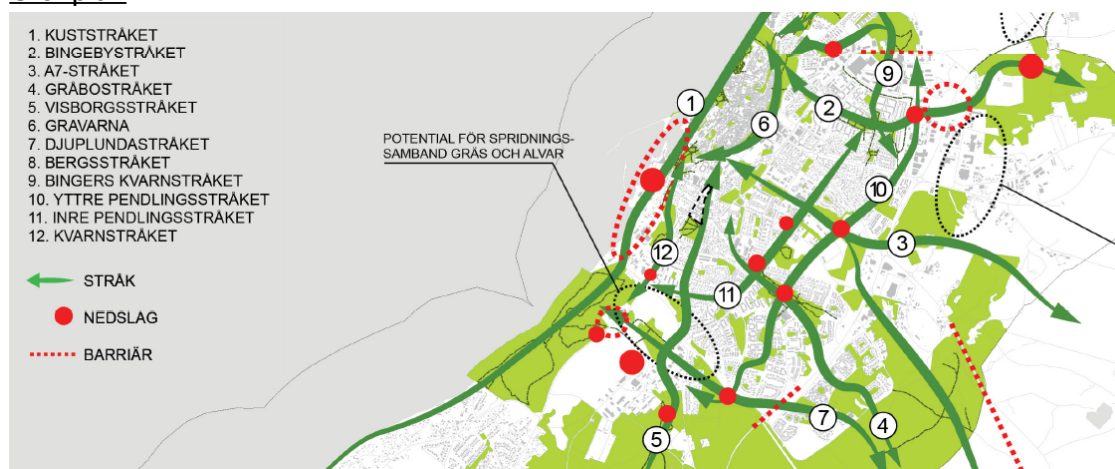 1. KUSTSTRÅKET
2. BINGEBYSTRÅKET
3. A7-STRÅKET
4. GRÅBOSTRÅKET
5. VISBORGSSTRÅKET
6. GRAVARNA
7. DJUPLUNDASTRÅKET
8. BERGSSTRÅKET
9. BINGERS KVARNSTRÅKET
10. YTTRE PENDLINGSSTRÅKET
11. INRE PENDLINGSSTRÅKET
12. KVARNSTRÅKET
STRÅK
NEDSLAG
BARRIÄR
POTENTIAL FÖR SPRIDNINGS-
SAMBAND GRÄS OCH ALVAR
9
1
2
6
10
3
12
11
7
4
5